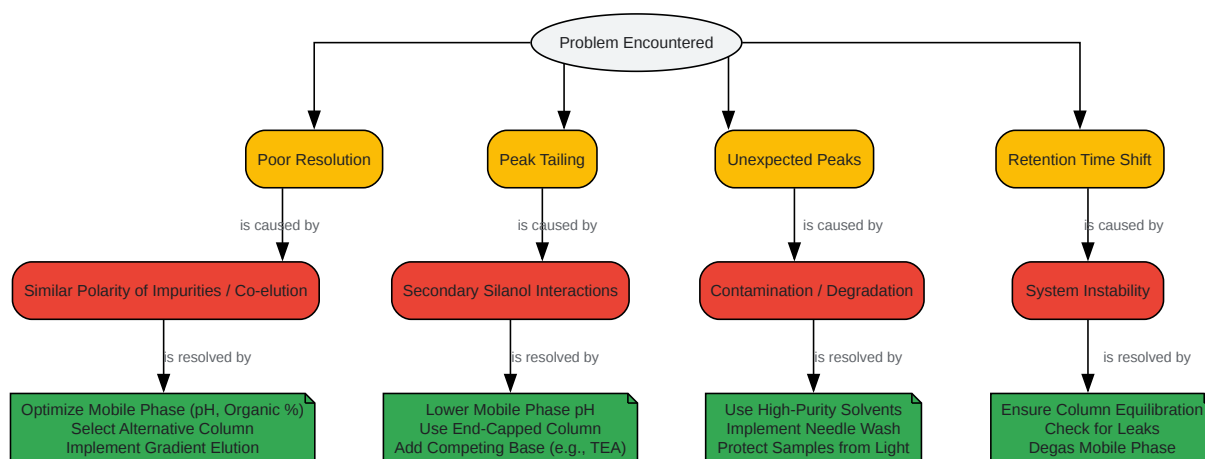 Problem Encountered
Poor Resolution
Peak Tailing
Unexpected Peaks
Retention Time Shift
is caused by
is caused by
is caused by
is caused by
Similar Polarity of Impurities / Co-elution
Secondary Silanol Interactions
Contamination / Degradation
System Instability
is resolved by
is resolved by
is resolved by
is resolved by
Optimize Mobile Phase (pH, Organic %)
Select Alternative Column
Implement Gradient Elution
Lower Mobile Phase pH
Use End-Capped Column
Add Competing Base (e.g., TEA)
Use High-Purity Solvents
Implement Needle Wash
Protect Samples from Light
Ensure Column Equilibration
Check for Leaks
Degas Mobile Phase